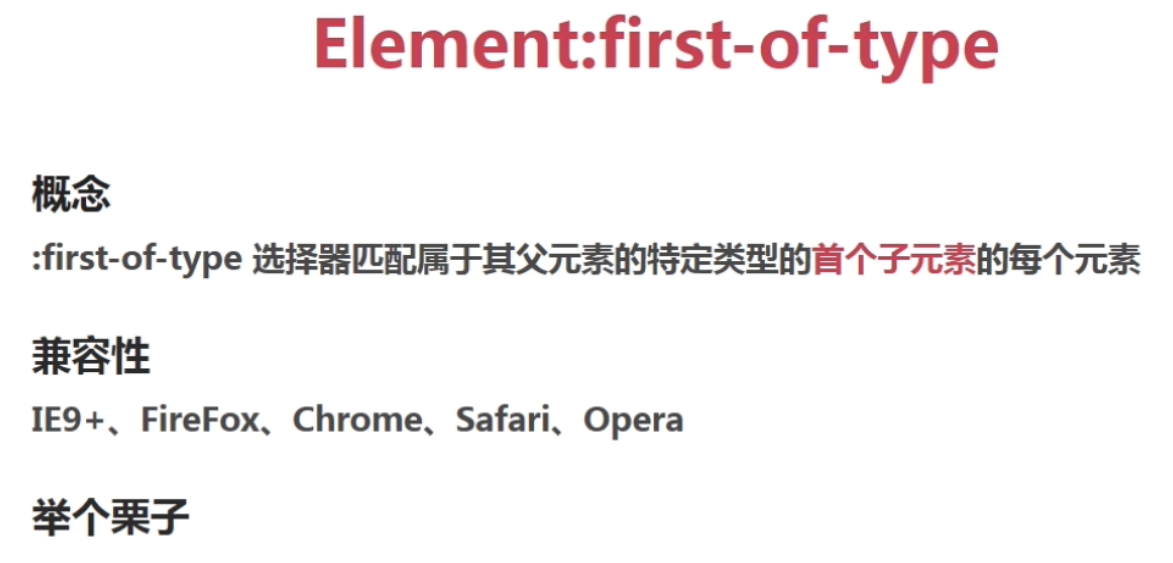 Element:first-of-type
概念
:first-of-type 选择器匹配属于其父元素的特定类型的首个子元素的每个元素
兼容性
IE9+、FireFox、Chrome、Safari、Opera
举个栗子